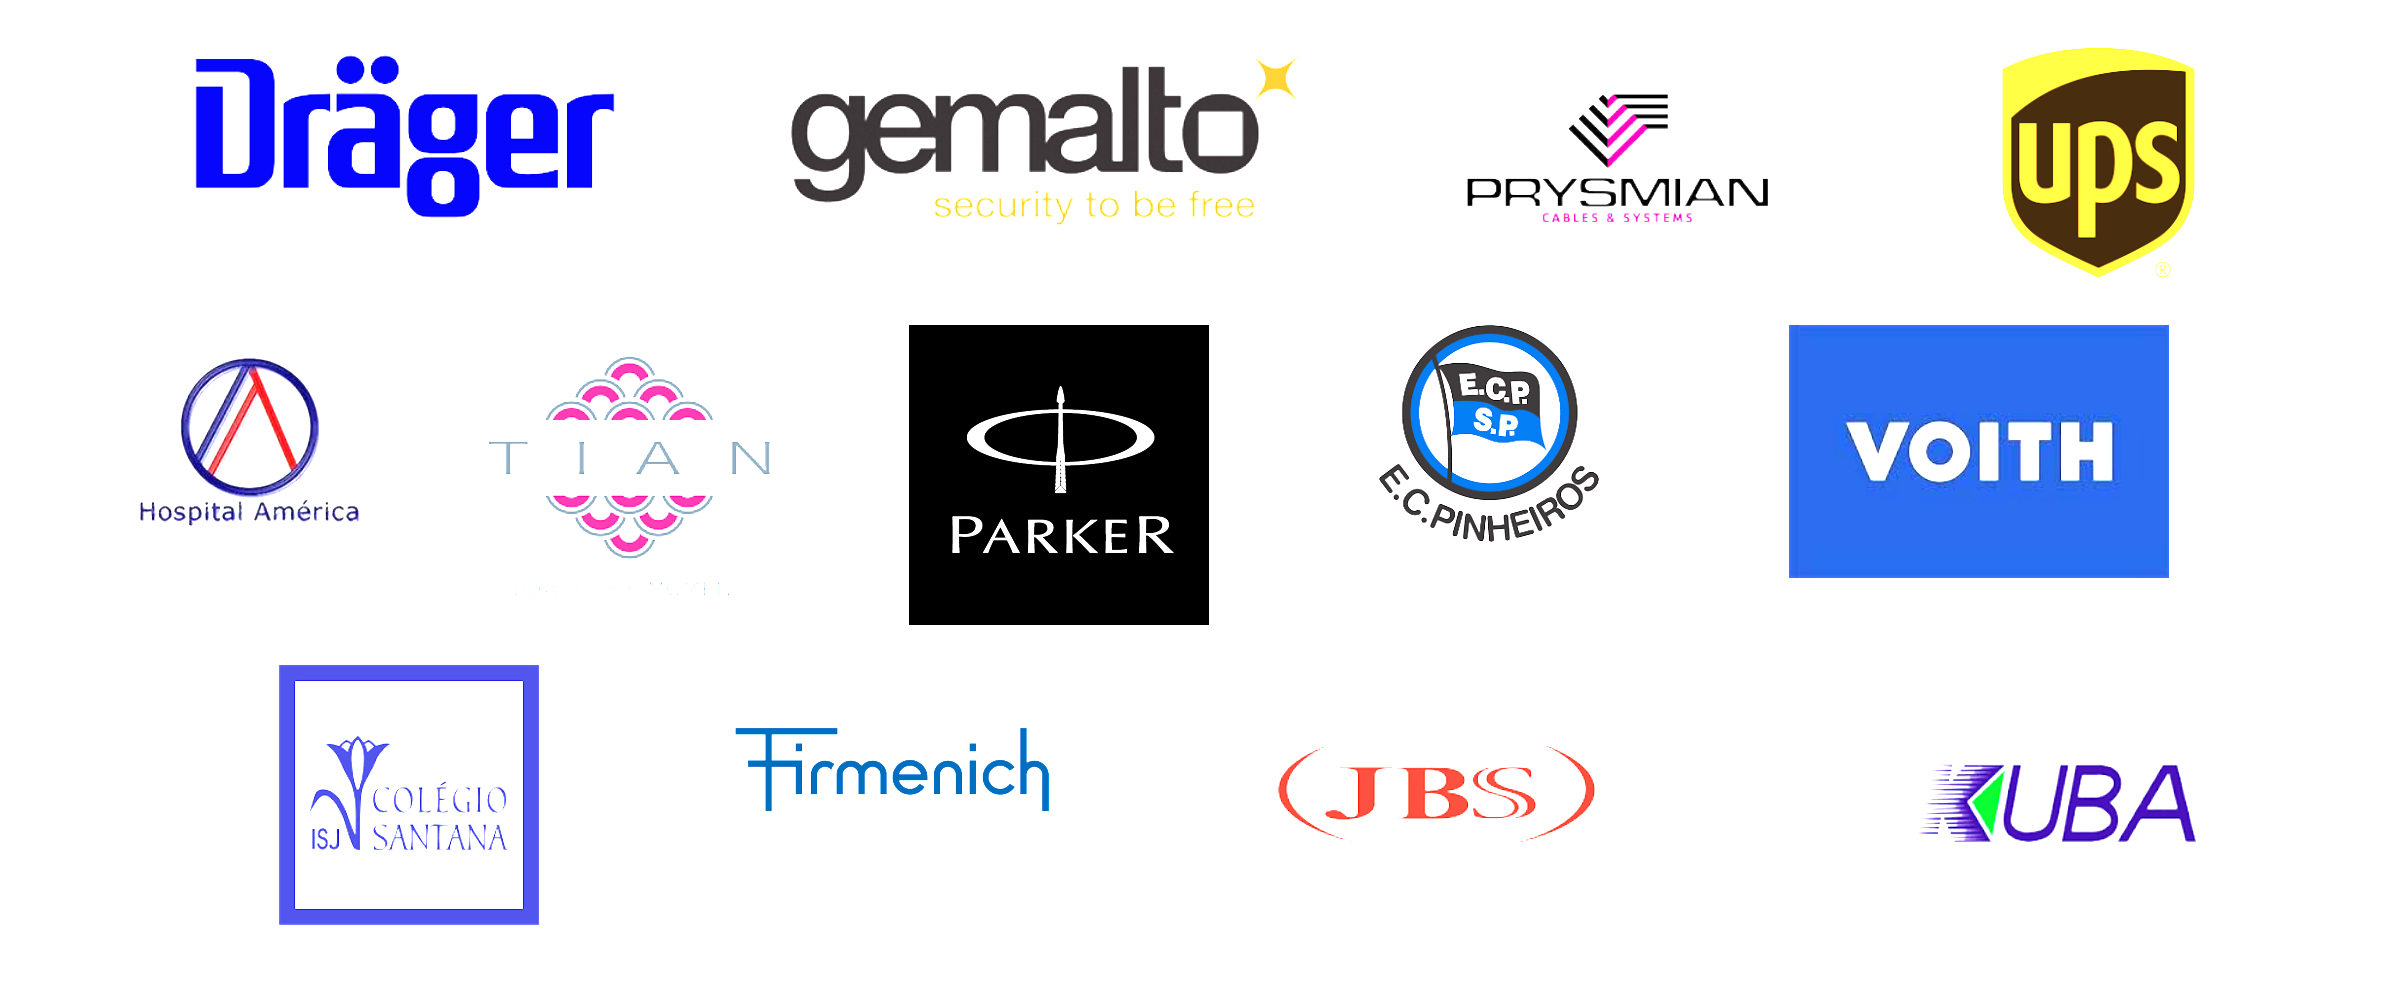 Dräger
gemalto
security to be free
PRYSMIAN
CABLES & SYSTEMS
ups
®
Hospital América
TIAN
PARKER
E.C.P.
S.P.
E.C.PINHEIROS
VOITH
ISJ
COLÉGIO
SANTANA
Firmenich
(JBS)
KUBA